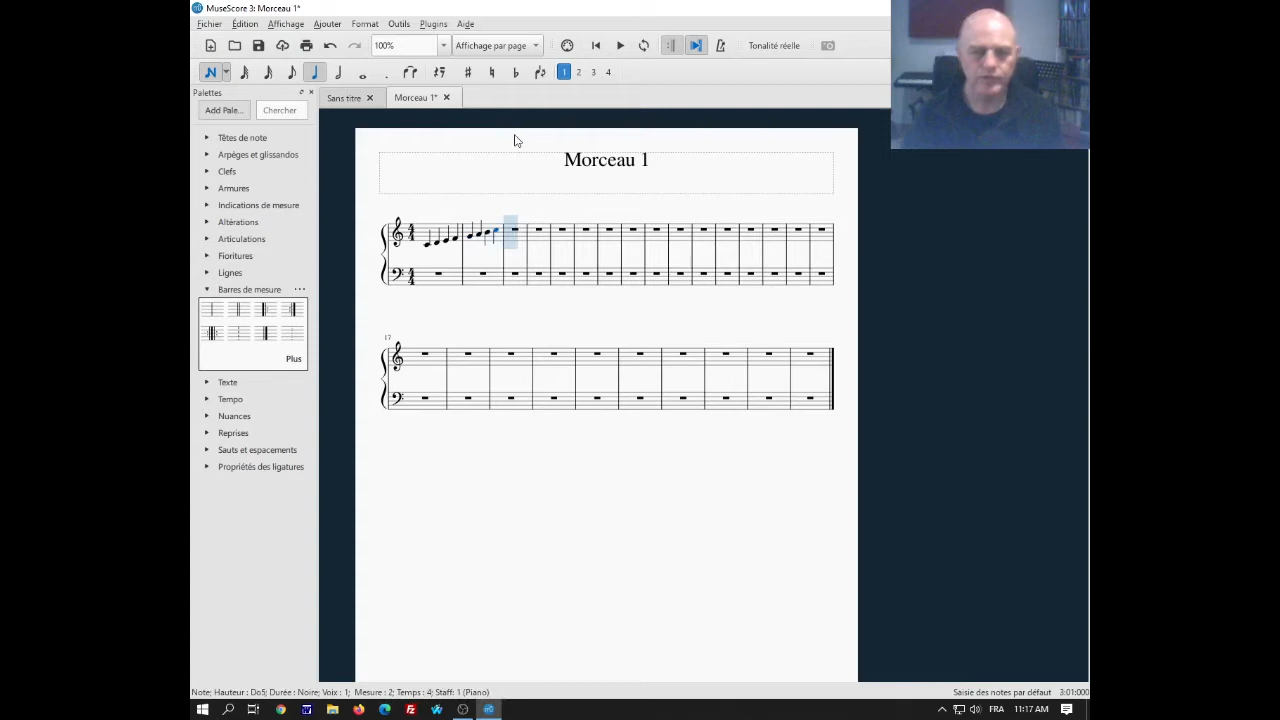 MuseScore 3: Morceau 1*
Fichier Édition Affichage Ajouter Format Outils Plugins Aide
100% Affichage par page Tonalité réelle
1 2 3 4
Palettes
Sans titre Morceau 1*
Add Pale... Chercher
Têtes de note
Arpèges et glissandos
Clefs
Armures
Indications de mesure
Altérations
Articulations
Fioritures
Lignes
Barres de mesure ...
Plus
Texte
Tempo
Nuances
Reprises
Sauts et espacements
Propriétés des ligatures
Morceau 1
17
Note; Hauteur : Do5; Durée : Noire; Voix : 1; Mesure : 2; Temps : 4; Staff: 1 (Piano) Saisie des notes par défaut 3:01:000
FRA 11:17 AM